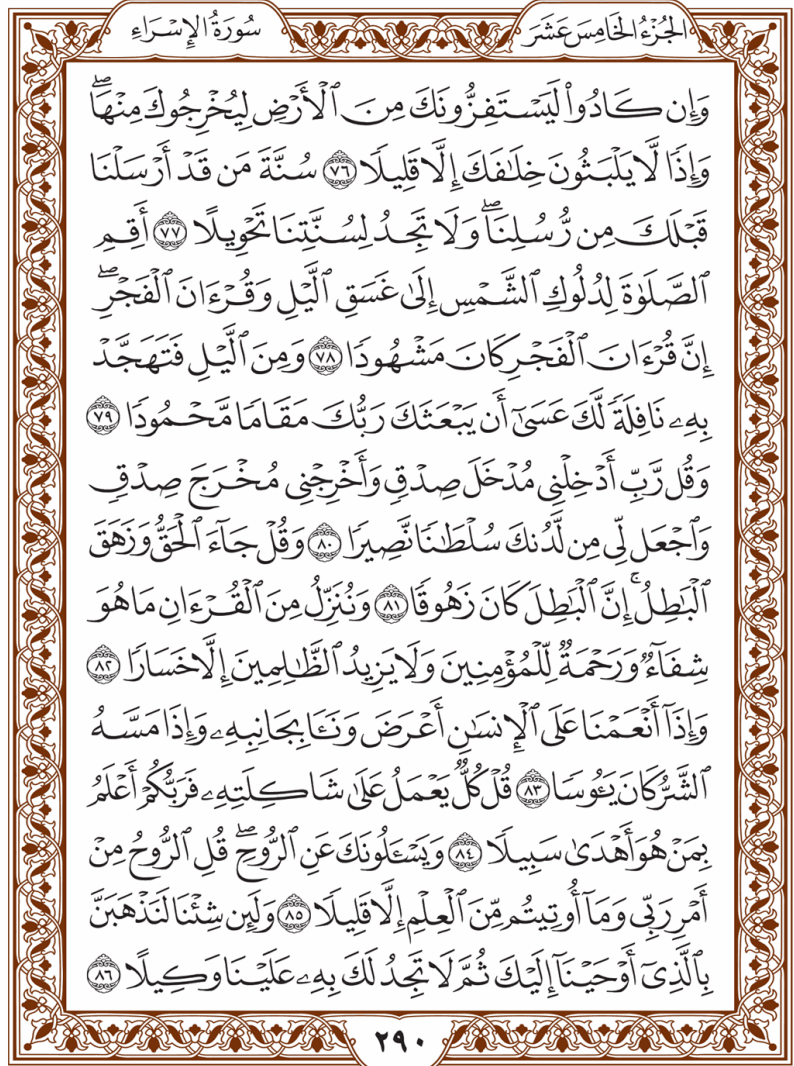 الجُزْءُ الخَامِسَ عَشَرَ
سُورَةُ الإِسْرَاءِ
وَإِن كَادُواْ لَيَسْتَفِزُّونَكَ مِنَ ٱلْأَرْضِ لِيُخْرِجُوكَ مِنْهَاۖ
وَإِذٗا لَّا يَلْبَثُونَ خِلَٰفَكَ إِلَّا قَلِيلٗا ٧٦ سُنَّةَ مَن قَدْ أَرْسَلْنَا
قَبْلَكَ مِن رُّسُلِنَاۖ وَلَا تَجِدُ لِسُنَّتِنَا تَحْوِيلًا ٧٧ أَقِمِ
ٱلصَّلَوٰةَ لِدُلُوكِ ٱلشَّمْسِ إِلَىٰ غَسَقِ ٱلَّيْلِ وَقُرْءَانَ ٱلْفَجْرِۖ
إِنَّ قُرْءَانَ ٱلْفَجْرِ كَانَ مَشْهُودٗا ٧٨ وَمِنَ ٱلَّيْلِ فَتَهَجَّدْ
بِهِۦ نَافِلَةٗ لَّكَ عَسَىٰٓ أَن يَبْعَثَكَ رَبُّكَ مَقَامٗا مَّحْمُودٗا ٧٩
وَقُل رَّبِّ أَدْخِلْنِي مُدْخَلَ صِدْقٖ وَأَخْرِجْنِي مُخْرَجَ صِدْقٖ
وَٱجْعَل لِّي مِن لَّدُنكَ سُلْطَٰنٗا نَّصِيرٗا ٨٠ وَقُلْ جَآءَ ٱلْحَقُّ وَزَهَقَ
ٱلْبَٰطِلُۚ إِنَّ ٱلْبَٰطِلَ كَانَ زَهُوقٗا ٨١ وَنُنَزِّلُ مِنَ ٱلْقُرْءَانِ مَا هُوَ
شِفَآءٞ وَرَحْمَةٞ لِّلْمُؤْمِنِينَ وَلَا يَزِيدُ ٱلظَّٰلِمِينَ إِلَّا خَسَارٗا ٨٢
وَإِذَآ أَنْعَمْنَا عَلَى ٱلْإِنسَٰنِ أَعْرَضَ وَنَـَٔا بِجَانِبِهِۦ وَإِذَا مَسَّهُ
ٱلشَّرُّ كَانَ يَـُٔوسٗا ٨٣ قُلْ كُلّٞ يَعْمَلُ عَلَىٰ شَاكِلَتِهِۦ فَرَبُّكُمْ أَعْلَمُ
بِمَنْ هُوَ أَهْدَىٰ سَبِيلٗا ٨٤ وَيَسْـَٔلُونَكَ عَنِ ٱلرُّوحِۖ قُلِ ٱلرُّوحُ مِنْ
أَمْرِ رَبِّي وَمَآ أُوتِيتُم مِّنَ ٱلْعِلْمِ إِلَّا قَلِيلٗا ٨٥ وَلَئِن شِئْنَا لَنَذْهَبَنَّ
بِٱلَّذِيٓ أَوْحَيْنَآ إِلَيْكَ ثُمَّ لَا تَجِدُ لَكَ بِهِۦ عَلَيْنَا وَكِيلًا ٨٦
٢٩٠